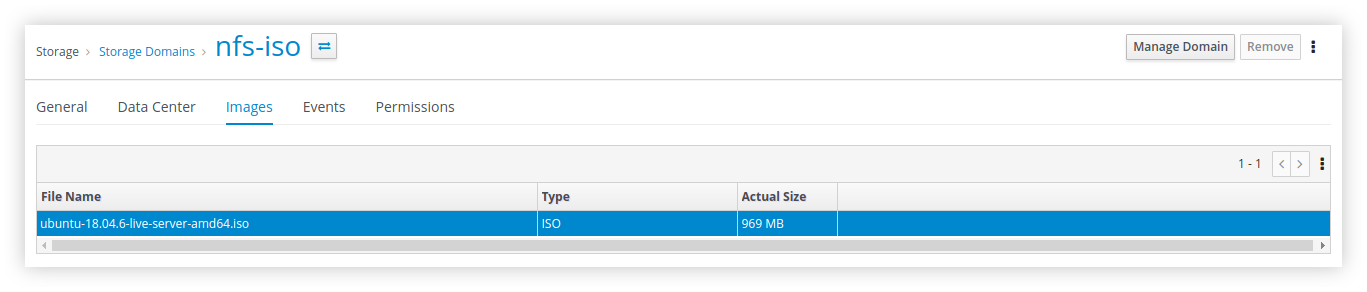 Storage > Storage Domains > nfs-iso
Manage Domain Remove
General Data Center Images Events Permissions
1 - 1
File Name Type Actual Size
ubuntu-18.04.6-live-server-amd64.iso ISO 969 MB